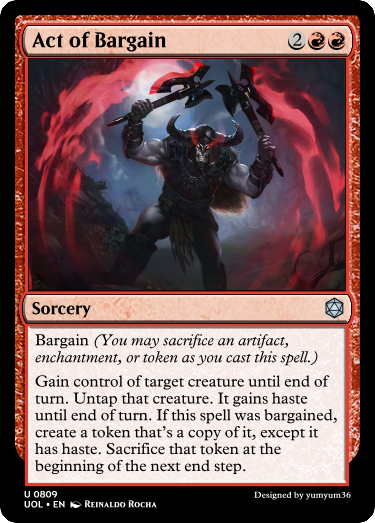 Act of Bargain 2
Sorcery
Bargain (You may sacrifice an artifact,
enchantment, or token as you cast this spell.)
Gain control of target creature until end of
turn. Untap that creature. It gains haste
until end of turn. If this spell was bargained,
create a token that's a copy of it, except it
has haste. Sacrifice that token at the
beginning of the next end step.
U 0809
UOL • EN Reinaldo Rocha
Designed by yumyum36